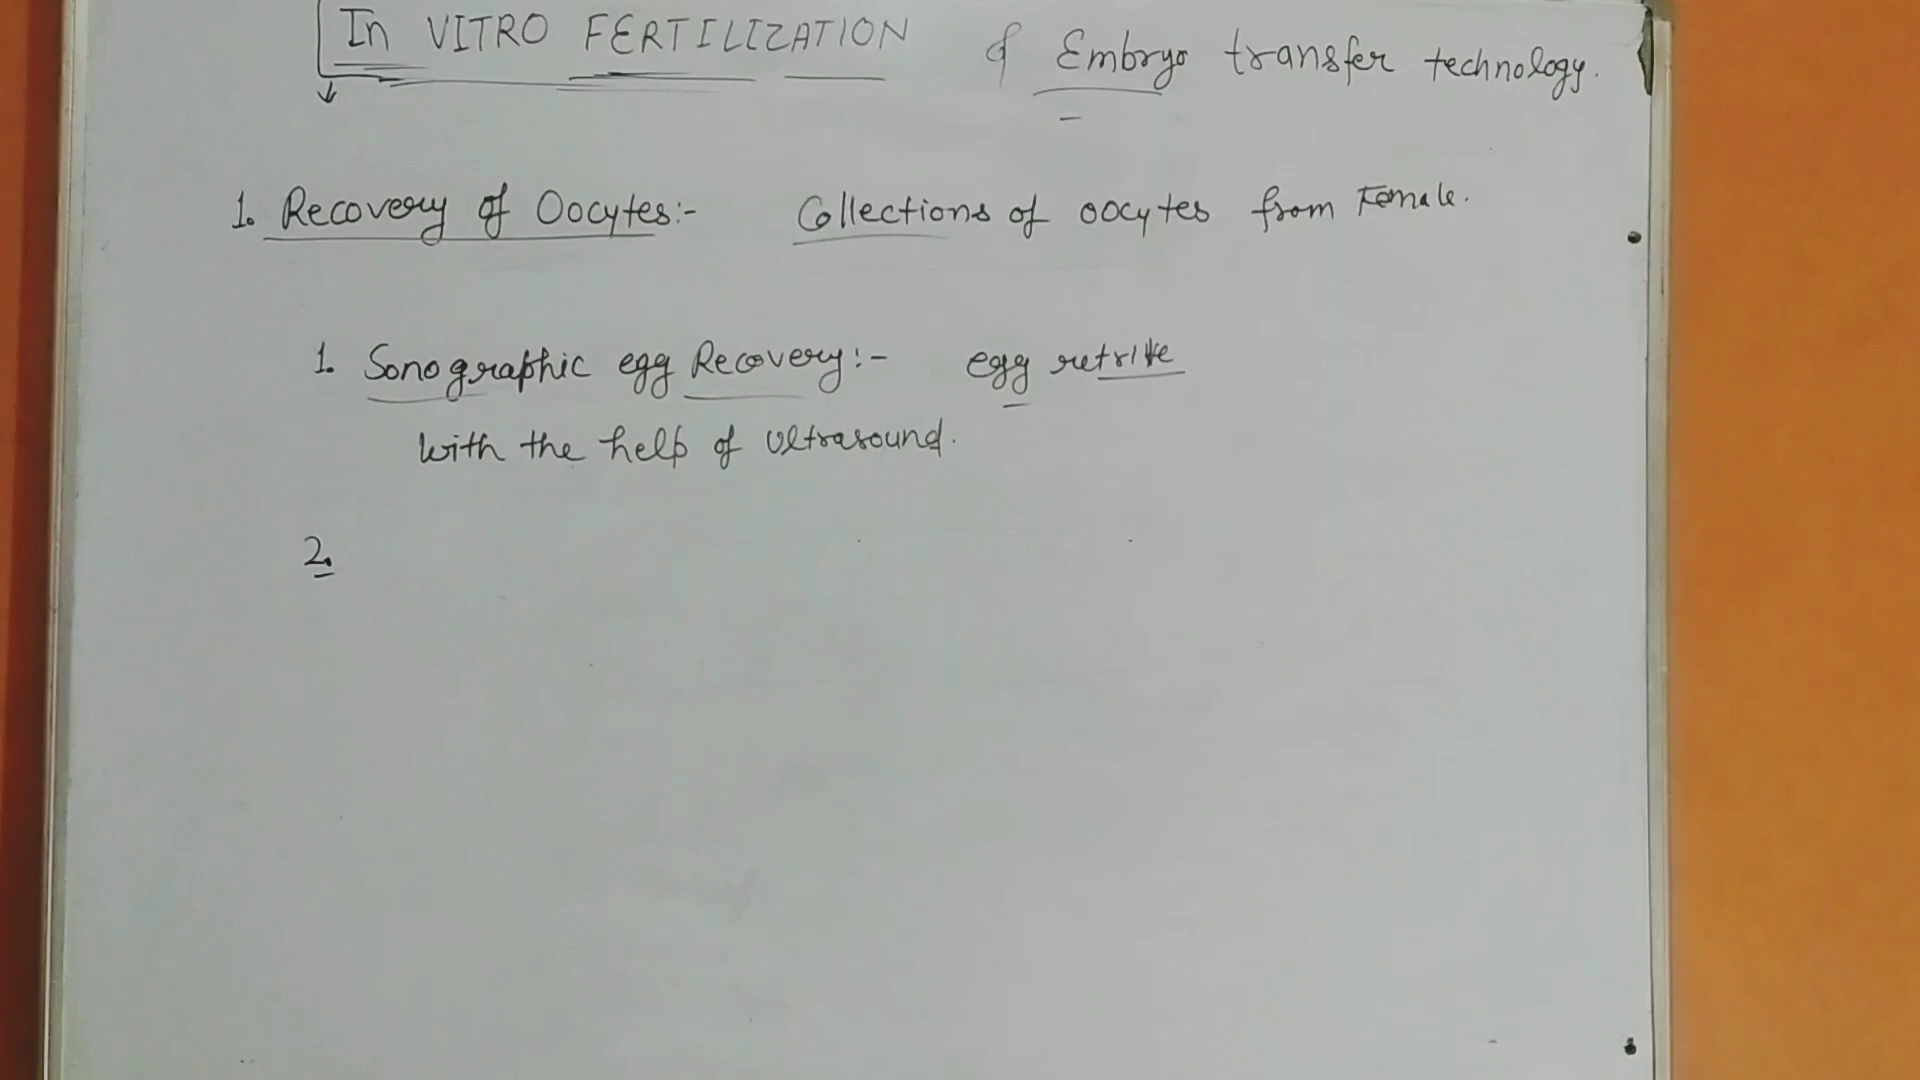 In VITRO FERTILIZATION & Embryo transfer technology.
1. Recovery of Oocytes:- Collections of oocytes from Female.
1. Sonographic egg Recovery:- egg retrive
with the help of ultrasound.
2.